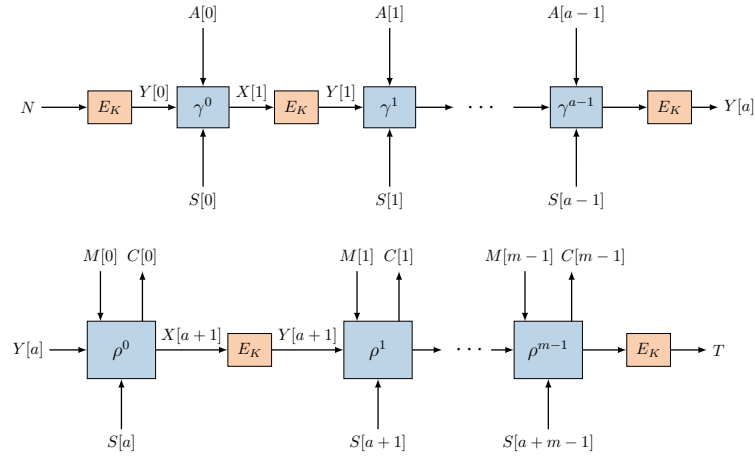 A[0] A[1] A[a−1]
N E_K Y[0] γ^0 X[1] E_K Y[1] γ^1 · · · γ^{a−1} E_K Y[a]
S[0] S[1] S[a−1]
M[0] C[0] M[1] C[1] M[m−1] C[m−1]
Y[a] ρ^0 X[a+1] E_K Y[a+1] ρ^1 · · · ρ^{m−1} E_K T
S[a] S[a+1] S[a+m−1]